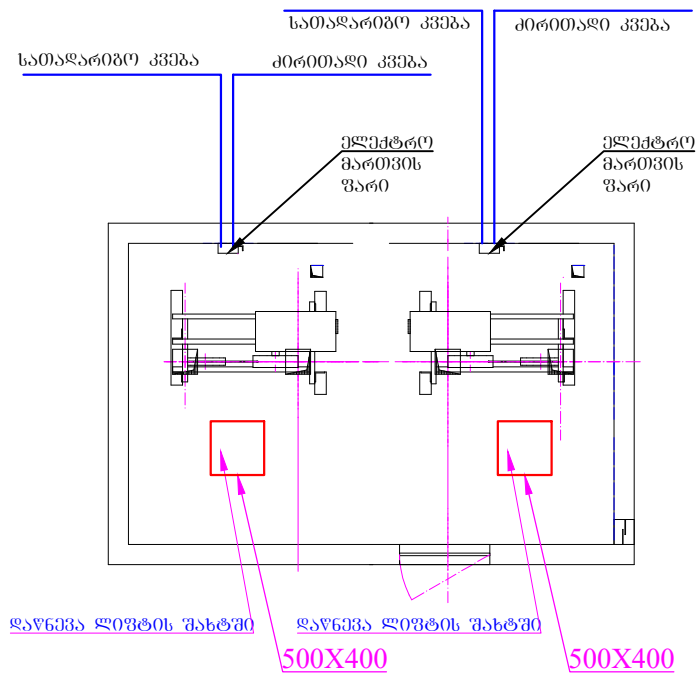 სათადარიგო კვება
ძირითადი კვება
სათადარიგო კვება
ძირითადი კვება
ელექტრო
მართვის
ფარი
ელექტრო
მართვის
ფარი
დაწნევა ლიფტის შახტში
დაწნევა ლიფტის შახტში
500X400
500X400